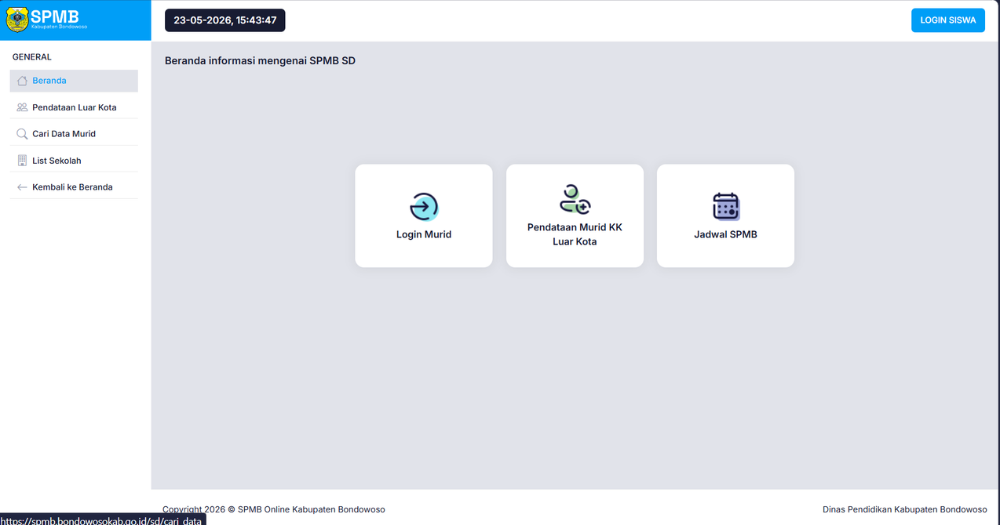 SPMB
Kabupaten Bondowoso
23-05-2026, 15:43:47
LOGIN SISWA
GENERAL
Beranda
Pendataan Luar Kota
Cari Data Murid
List Sekolah
Kembali ke Beranda
Beranda informasi mengenai SPMB SD
Login Murid
Pendataan Murid KK
Luar Kota
Jadwal SPMB
Copyright 2026 © SPMB Online Kabupaten Bondowoso
Dinas Pendidikan Kabupaten Bondowoso
https://spmb.bondowosokab.go.id/sd/cari_data